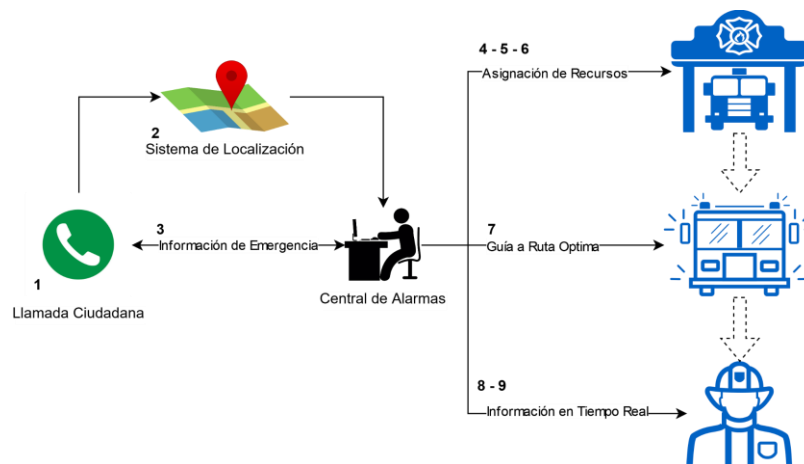 4 - 5 - 6
Asignación de Recursos
2
Sistema de Localización
3
Información de Emergencia
7
Guía a Ruta Optima
1
Llamada Ciudadana
Central de Alarmas
8 - 9
Información en Tiempo Real